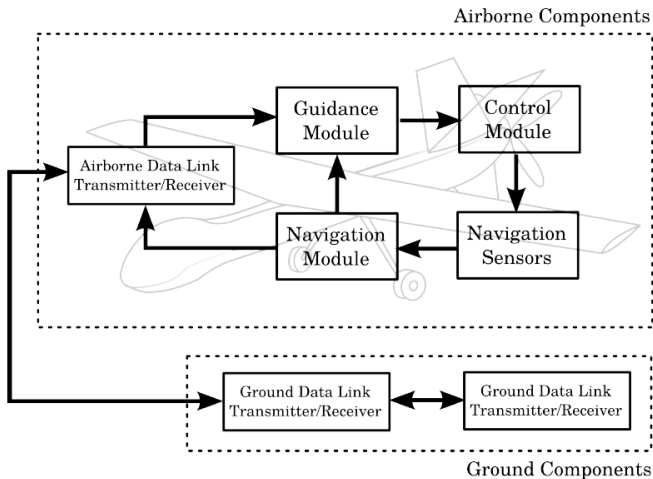 Airborne Components
Guidance
Module
Control
Module
Airborne Data Link
Transmitter/Receiver
Navigation
Module
Navigation
Sensors
Ground Data Link
Transmitter/Receiver
Ground Data Link
Transmitter/Receiver
Ground Components